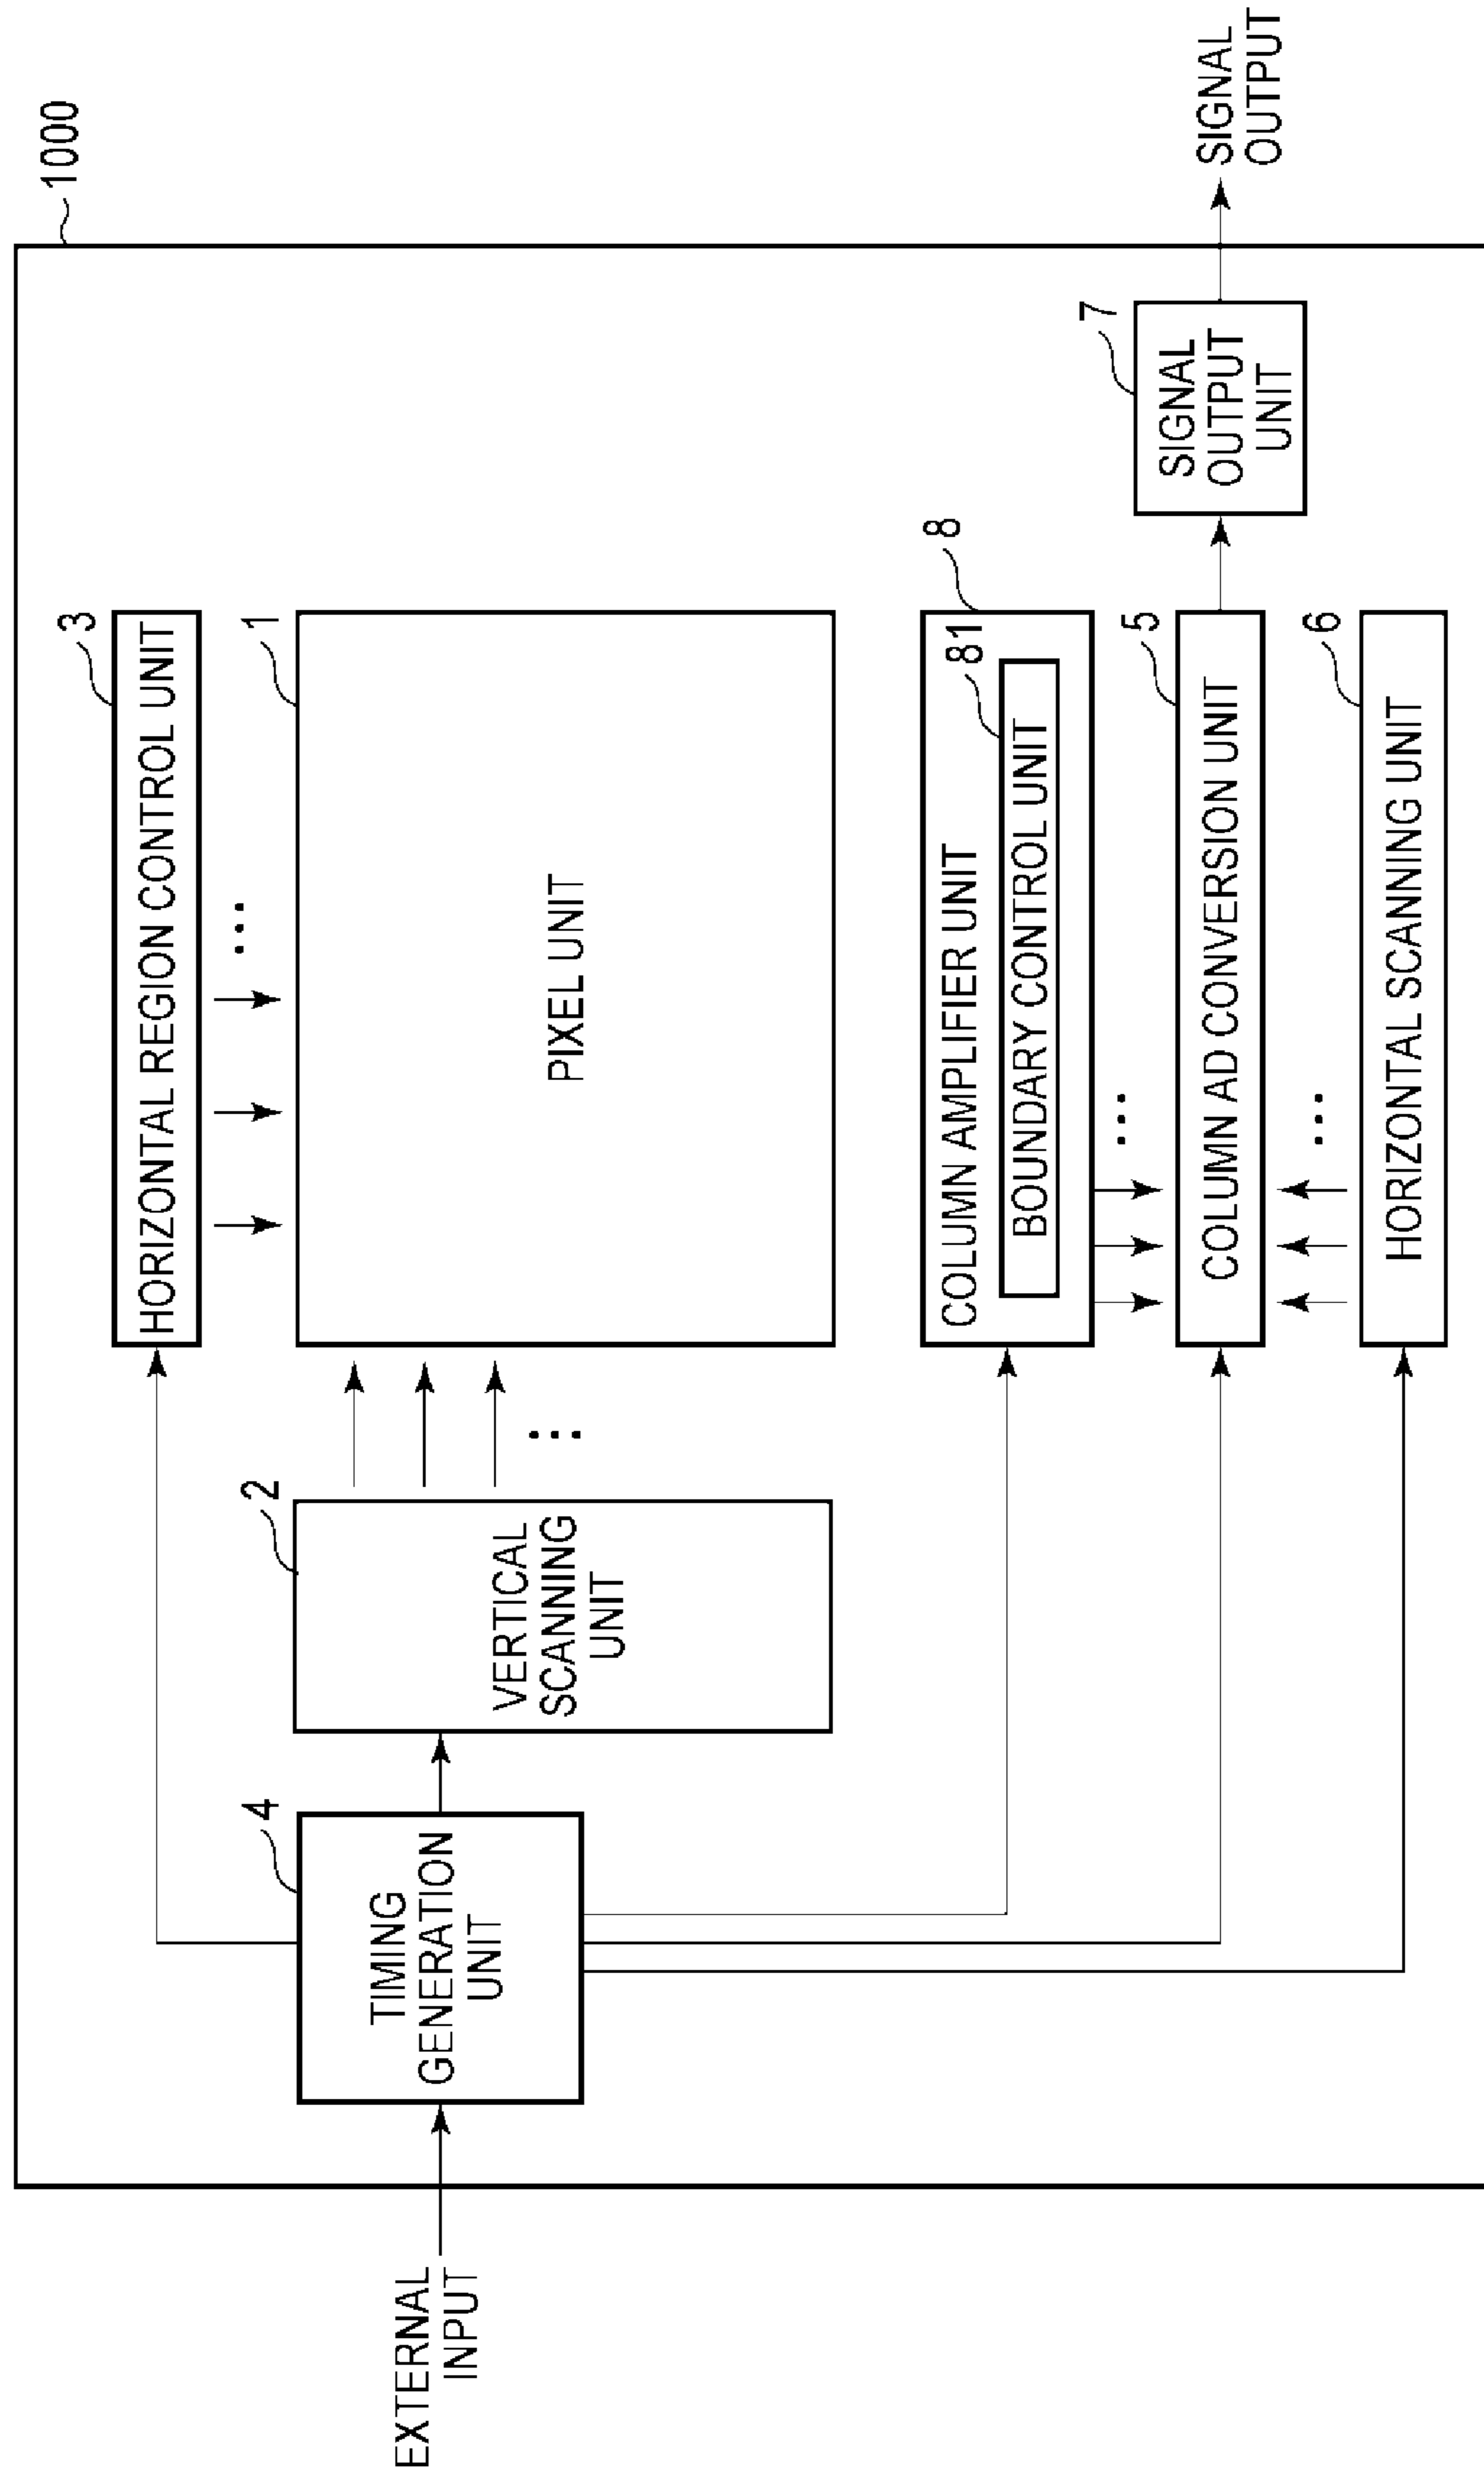 1000
3
HORIZONTAL REGION CONTROL UNIT
EXTERNAL
INPUT
4
TIMING
GENERATION
UNIT
2
VERTICAL
SCANNING
UNIT
1
PIXEL UNIT
8
COLUMN AMPLIFIER UNIT
81
BOUNDARY CONTROL UNIT
5
COLUMN AD CONVERSION UNIT
7
SIGNAL
OUTPUT
UNIT
SIGNAL
OUTPUT
6
HORIZONTAL SCANNING UNIT